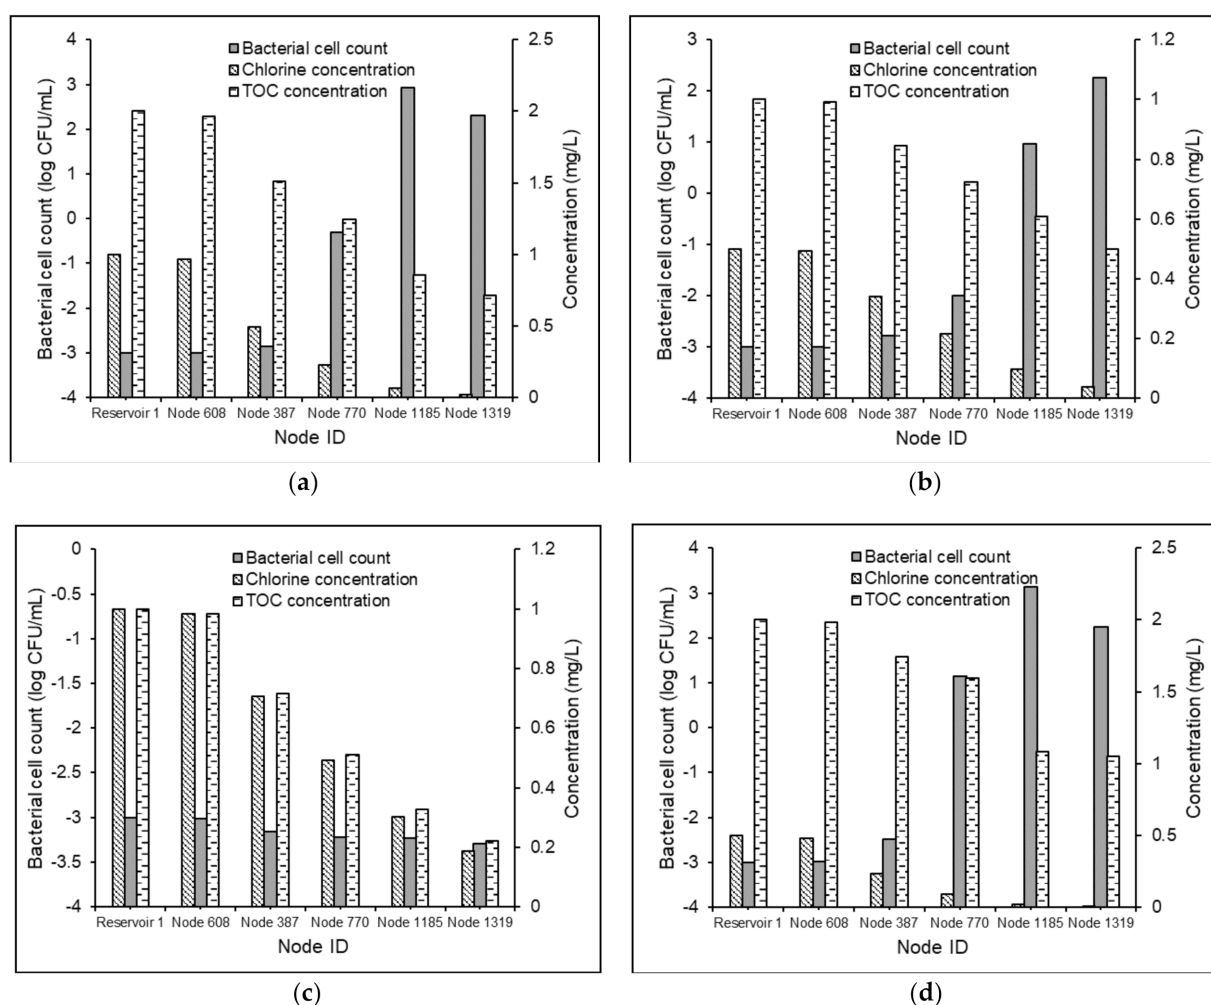 Bacterial cell count
Chlorine concentration
TOC concentration
Bacterial cell count (log CFU/mL)
4
3
2
1
0
-1
-2
-3
-4
2.5
2
1.5
1
0.5
0
Concentration (mg/L)
Reservoir 1 Node 608 Node 387 Node 770 Node 1185 Node 1319
Node ID
(a)
Bacterial cell count
Chlorine concentration
TOC concentration
Bacterial cell count (log CFU/mL)
3
2
1
0
-1
-2
-3
-4
1.2
1
0.8
0.6
0.4
0.2
0
Concentration (mg/L)
Reservoir 1 Node 608 Node 387 Node 770 Node 1185 Node 1319
Node ID
(b)
Bacterial cell count
Chlorine concentration
TOC concentration
Bacterial cell count (log CFU/mL)
0
-0.5
-1
-1.5
-2
-2.5
-3
-3.5
-4
1.2
1
0.8
0.6
0.4
0.2
0
Concentration (mg/L)
Reservoir 1 Node 608 Node 387 Node 770 Node 1185 Node 1319
Node ID
(c)
Bacterial cell count
Chlorine concentration
TOC concentration
Bacterial cell count (log CFU/mL)
4
3
2
1
0
-1
-2
-3
-4
2.5
2
1.5
1
0.5
0
Concentration (mg/L)
Reservoir 1 Node 608 Node 387 Node 770 Node 1185 Node 1319
Node ID
(d)